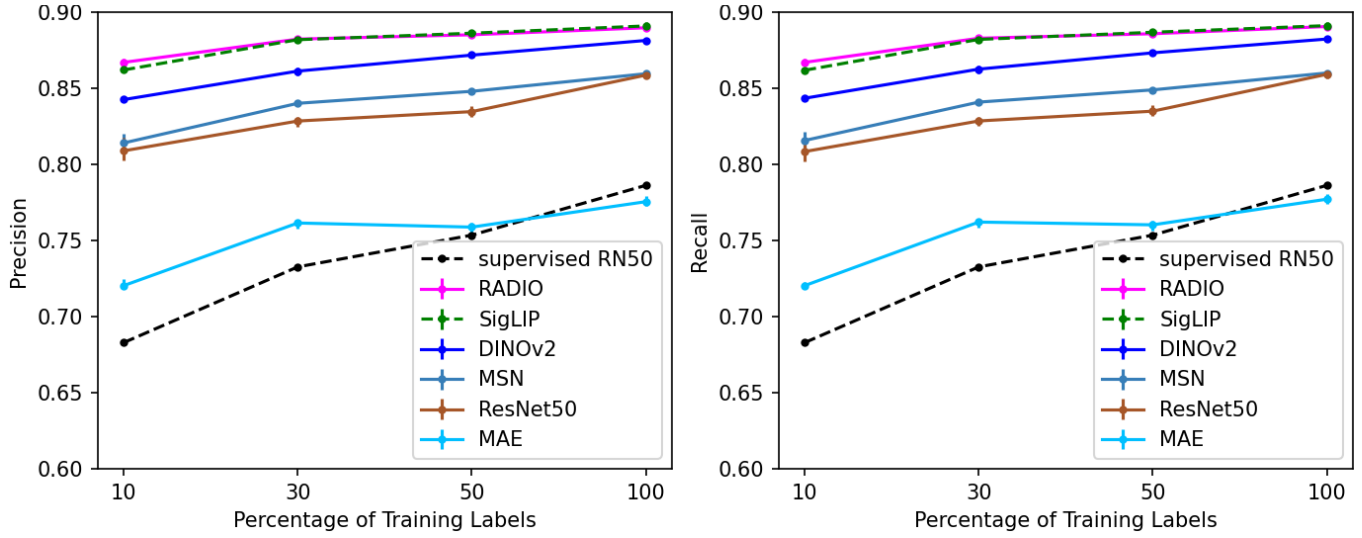 0.90
0.85
0.80
0.75
0.70
0.65
0.60
Precision
10
30
50
100
Percentage of Training Labels
supervised RN50
RADIO
SigLIP
DINOv2
MSN
ResNet50
MAE
0.90
0.85
0.80
0.75
0.70
0.65
0.60
Recall
10
30
50
100
Percentage of Training Labels
supervised RN50
RADIO
SigLIP
DINOv2
MSN
ResNet50
MAE